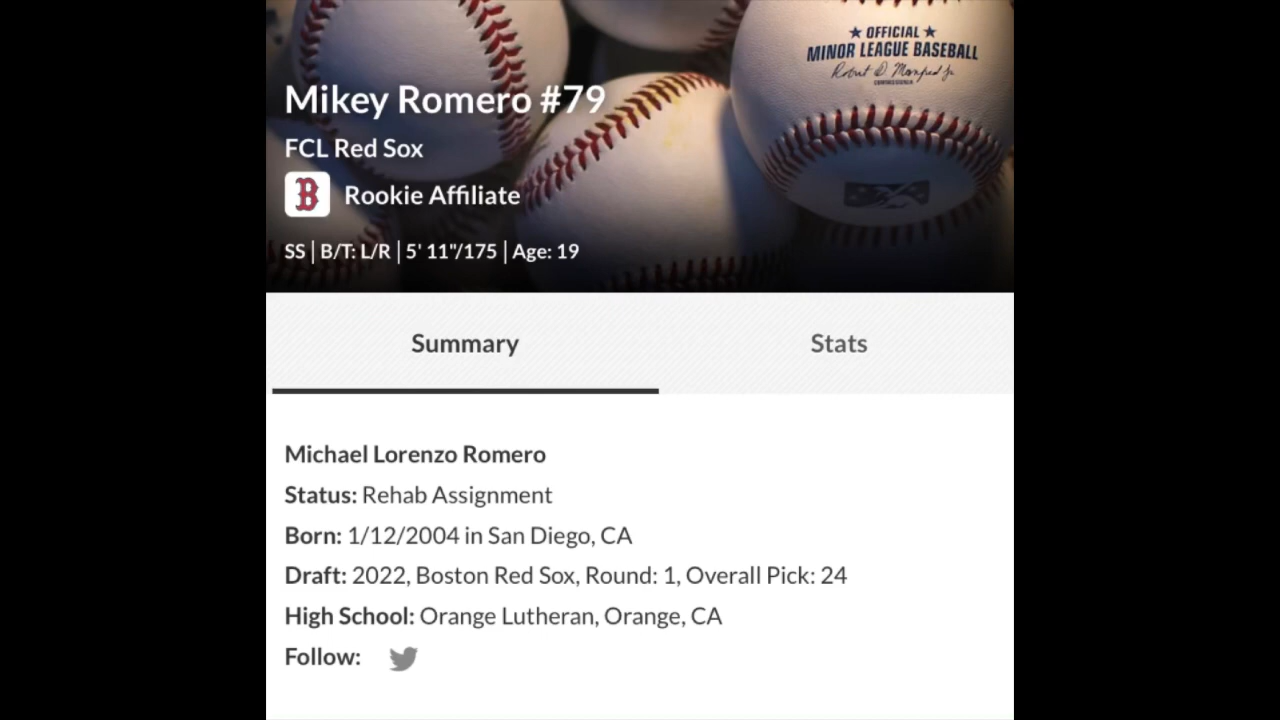 ★ OFFICIAL ★
MINOR LEAGUE BASEBALL
Mikey Romero #79
FCL Red Sox
B Rookie Affiliate
SS | B/T: L/R | 5' 11"/175 | Age: 19
Summary Stats
Michael Lorenzo Romero
Status: Rehab Assignment
Born: 1/12/2004 in San Diego, CA
Draft: 2022, Boston Red Sox, Round: 1, Overall Pick: 24
High School: Orange Lutheran, Orange, CA
Follow: